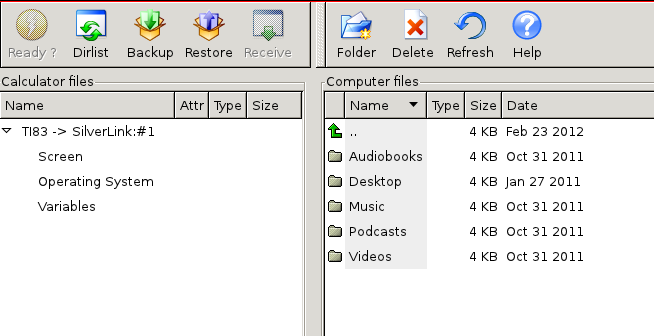 Ready ? Dirlist Backup Restore Receive Folder Delete Refresh Help
Calculator files
Name Attr Type Size
TI83 -> SilverLink:#1
Screen
Operating System
Variables
Computer files
Name Type Size Date
.. 4 KB Feb 23 2012
Audiobooks 4 KB Oct 31 2011
Desktop 4 KB Jan 27 2011
Music 4 KB Oct 31 2011
Podcasts 4 KB Oct 31 2011
Videos 4 KB Oct 31 2011